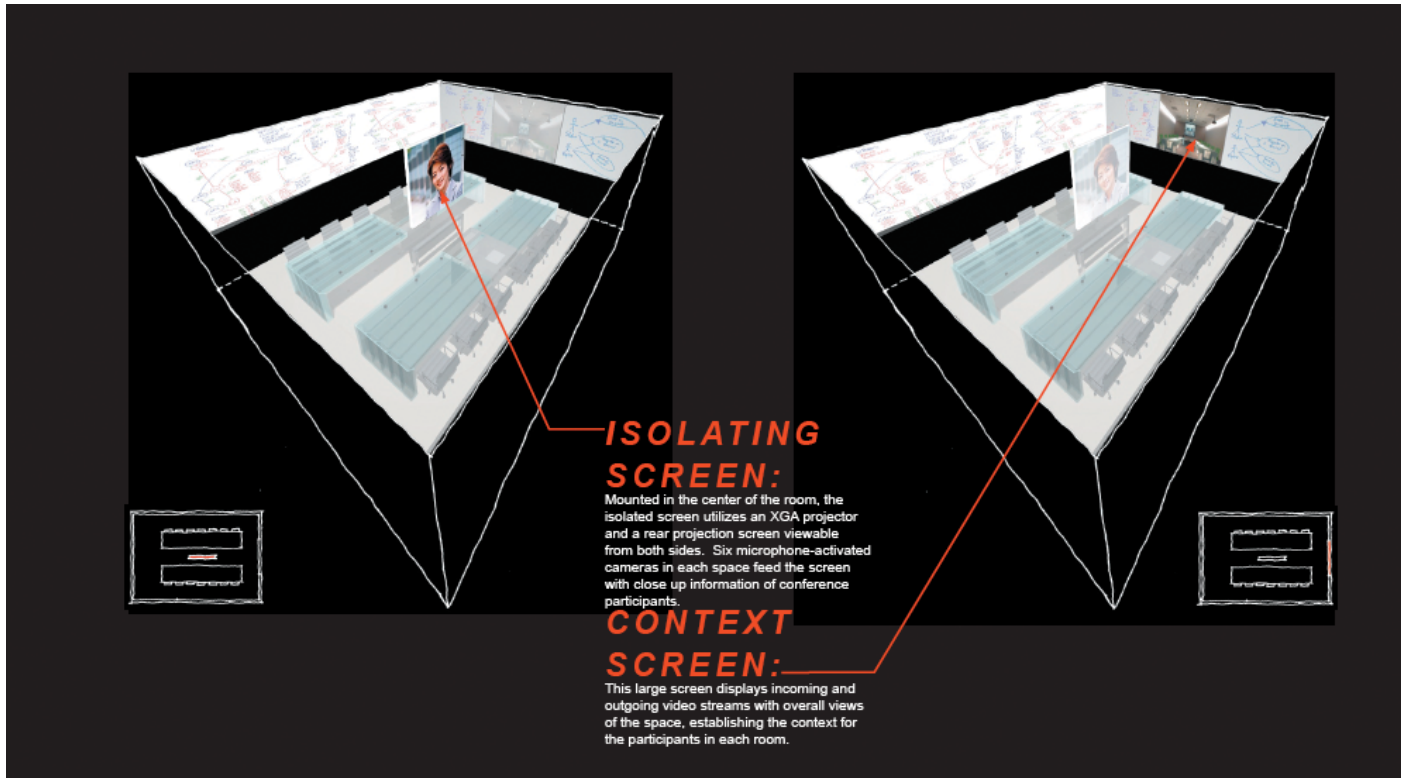 ISOLATING
SCREEN:
Mounted in the center of the room, the
isolated screen utilizes an XGA projector
and a rear projection screen viewable
from both sides.  Six microphone-activated
cameras in each space feed the screen
with close up information of conference
participants.
CONTEXT
SCREEN:
This large screen displays incoming and
outgoing video streams with overall views
of the space, establishing the context for
the participants in each room.